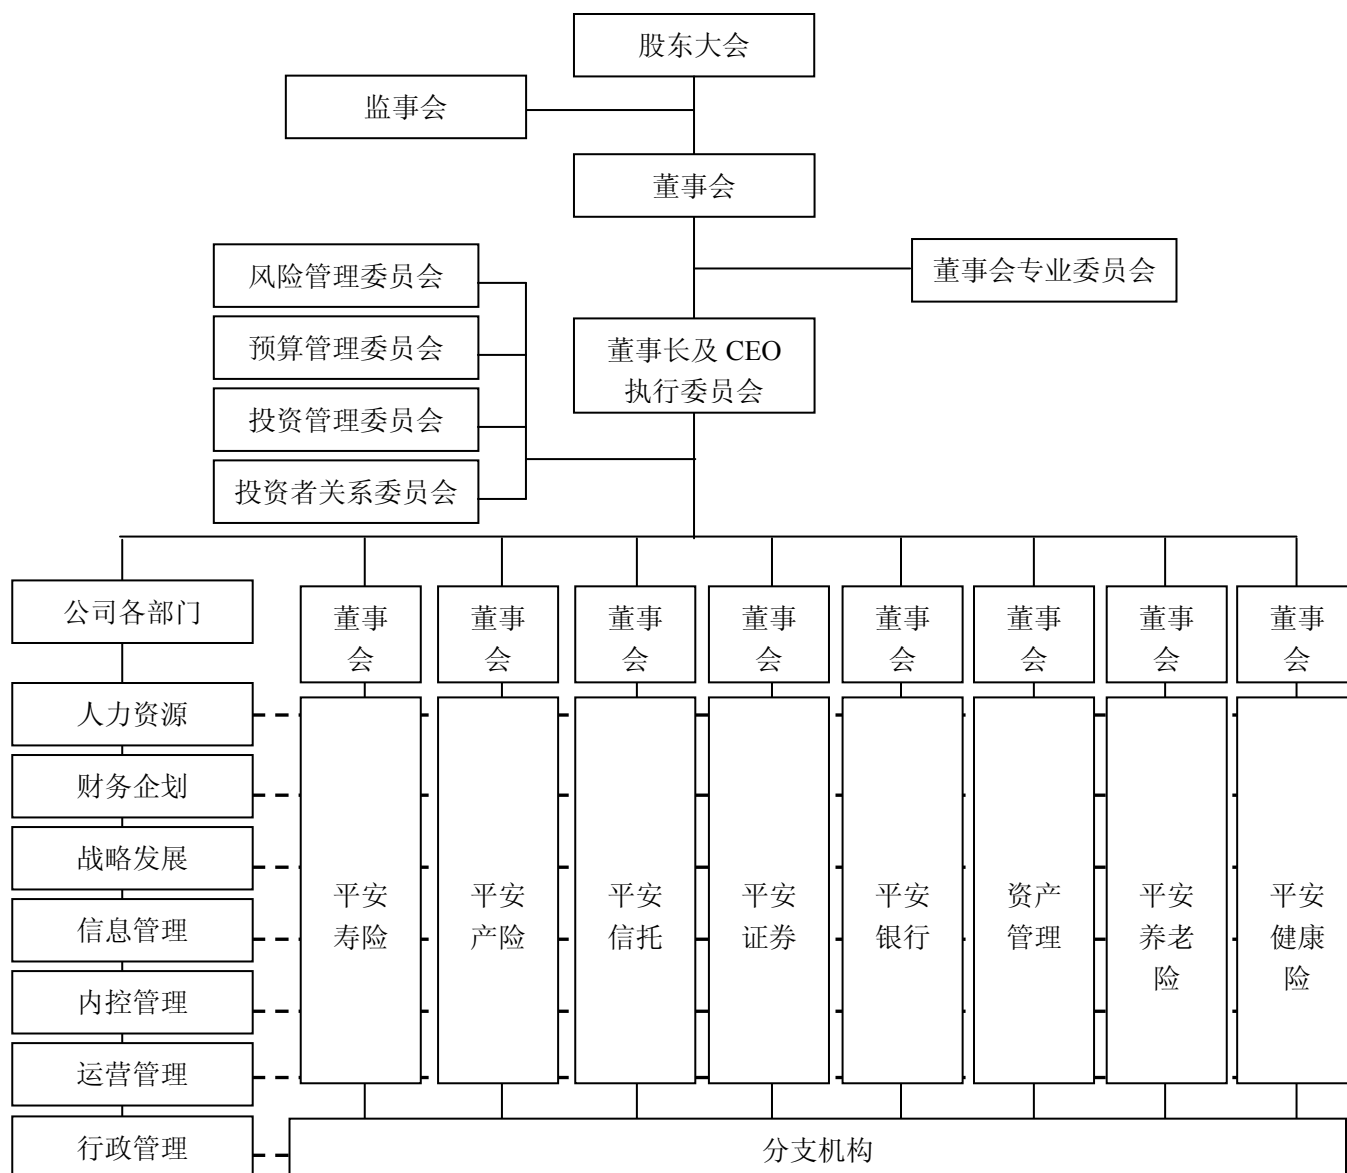 股东大会
监事会
董事会
风险管理委员会
董事会专业委员会
预算管理委员会
董事长及 CEO
执行委员会
投资管理委员会
投资者关系委员会
公司各部门
董事
会
董事
会
董事
会
董事
会
董事
会
董事
会
董事
会
董事
会
人力资源
财务企划
战略发展
信息管理
内控管理
运营管理
行政管理
平安
寿险
平安
产险
平安
信托
平安
证券
平安
银行
资产
管理
平安
养老
险
平安
健康
险
分支机构